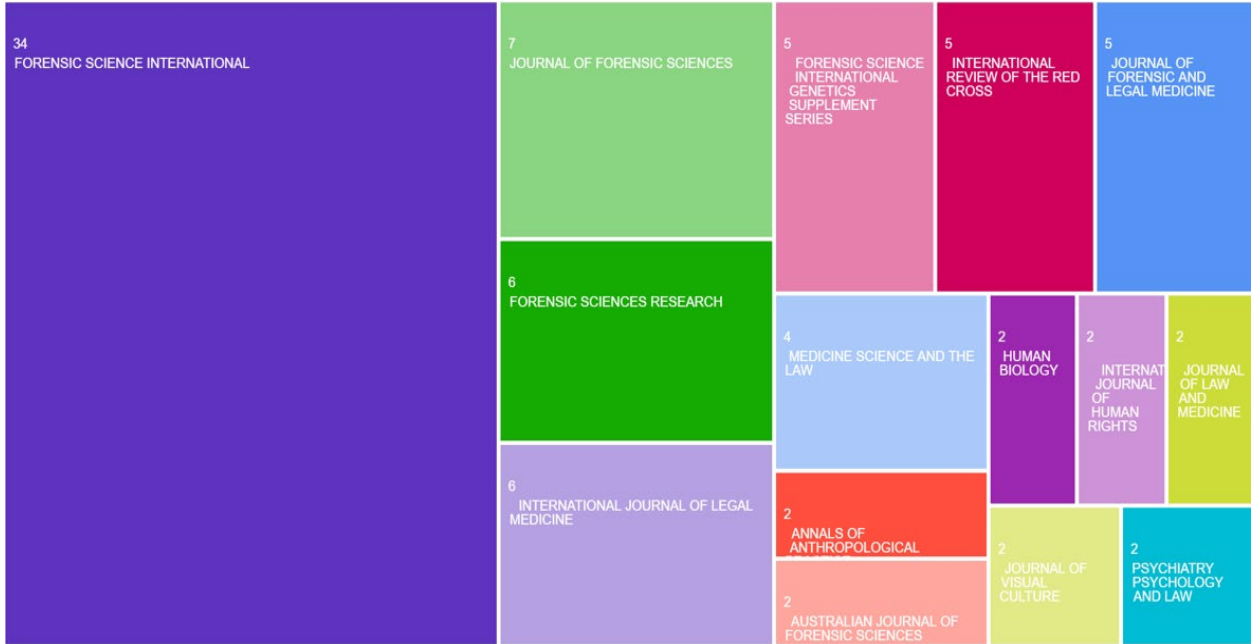 34
FORENSIC SCIENCE INTERNATIONAL
7
JOURNAL OF FORENSIC SCIENCES
6
FORENSIC SCIENCES RESEARCH
6
INTERNATIONAL JOURNAL OF LEGAL
MEDICINE
5
FORENSIC SCIENCE
INTERNATIONAL
GENETICS
SUPPLEMENT
SERIES
5
INTERNATIONAL
REVIEW OF THE RED
CROSS
5
JOURNAL OF
FORENSIC AND
LEGAL MEDICINE
4
MEDICINE SCIENCE AND THE
LAW
2
ANNALS OF
ANTHROPOLOGICAL
2
AUSTRALIAN JOURNAL OF
FORENSIC SCIENCES
2
HUMAN
BIOLOGY
2
INTERNAT
JOURNAL
OF
HUMAN
RIGHTS
2
JOURNAL
OF LAW
AND
MEDICINE
2
JOURNAL OF
VISUAL
CULTURE
2
PSYCHIATRY
PSYCHOLOGY
AND LAW